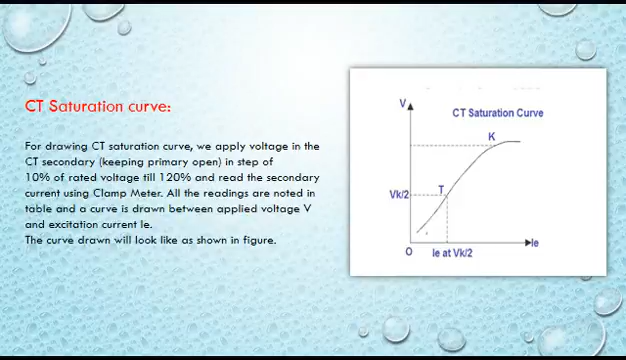 CT Saturation curve:
For drawing CT saturation curve, we apply voltage in the
CT secondary (keeping primary open) in step of
10% of rated voltage till 120% and read the secondary
current using Clamp Meter. All the readings are noted in
table and a curve is drawn between applied voltage V
and excitation current Ie.
The curve drawn will look like as shown in figure.
V
CT Saturation Curve
K
T
Vk/2
Ie
O
Ie at Vk/2